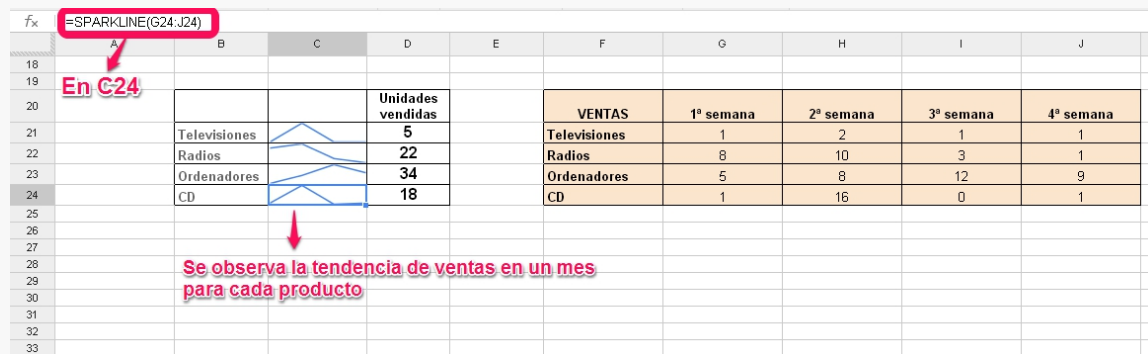 fx =SPARKLINE(G24:J24)
A B C D E F G H I J
18
19
En C24
20 Unidades vendidas VENTAS 1ª semana 2ª semana 3ª semana 4ª semana
21 Televisiones 5 Televisiones 1 2 1 1
22 Radios 22 Radios 8 10 3 1
23 Ordenadores 34 Ordenadores 5 8 12 9
24 CD 18 CD 1 16 0 1
25
26
27
28 Se observa la tendencia de ventas en un mes
29 para cada producto
30
31
32
33